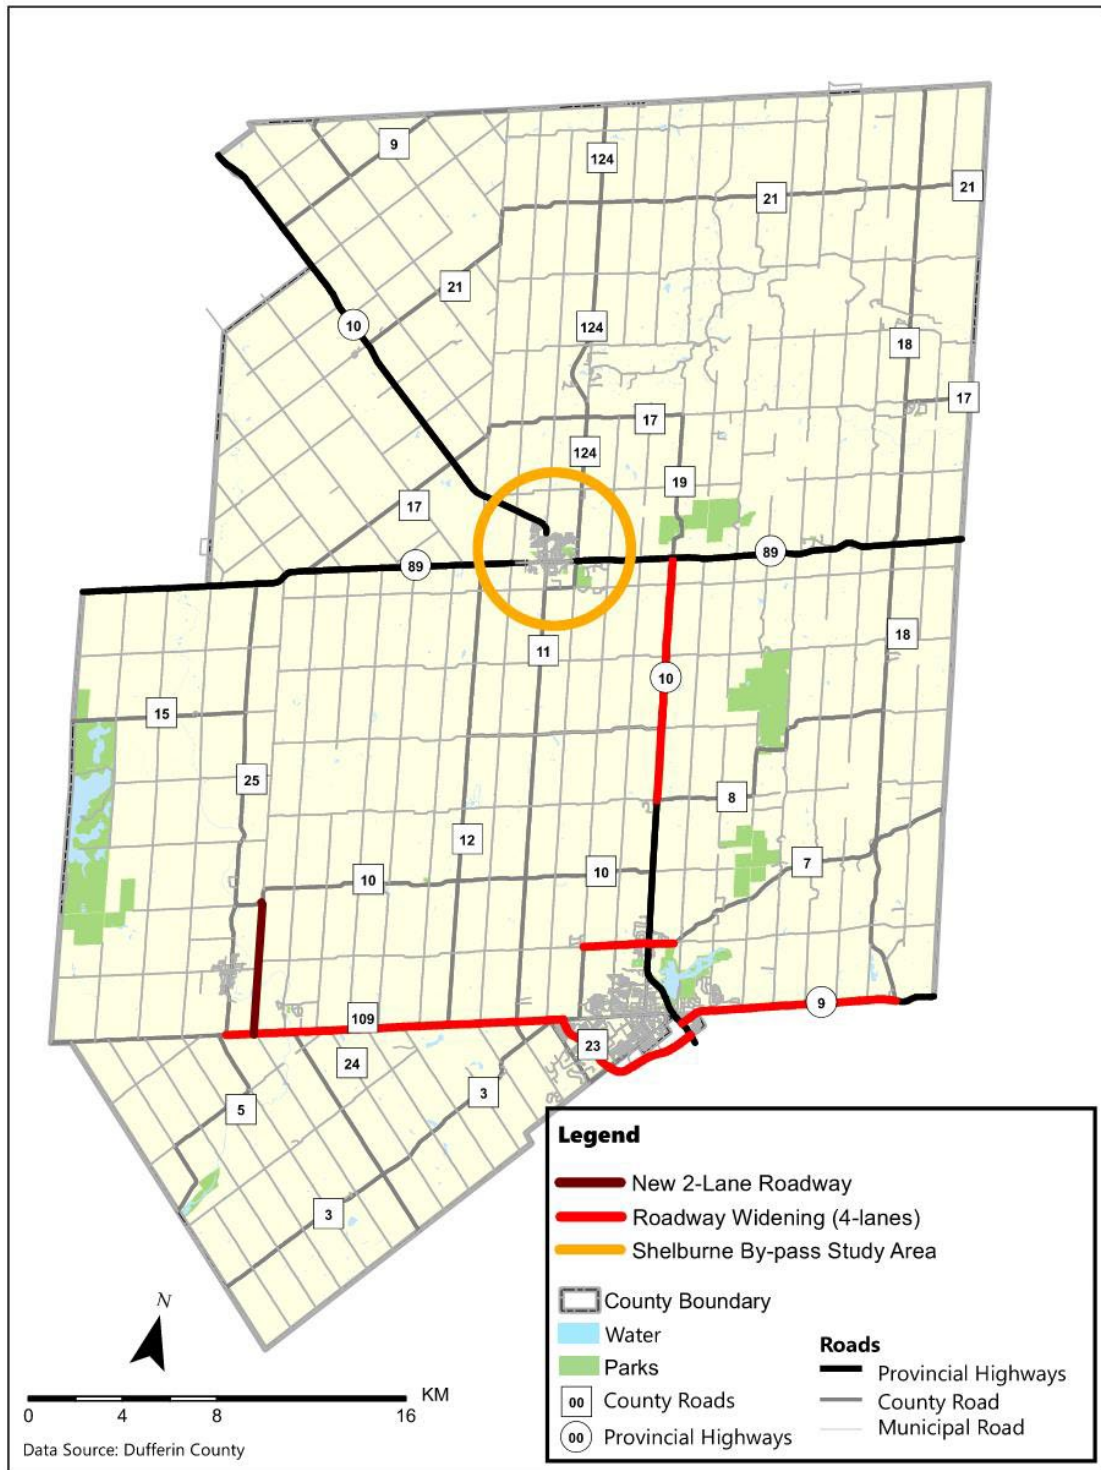 9
124
21
21
21
10
124
18
17
17
124
19
17
89
89
11
18
10
15
25
8
12
7
10
10
9
109
23
24
3
5
3
Legend
New 2-Lane Roadway
Roadway Widening (4-lanes)
Shelburne By-pass Study Area
County Boundary
Water
Parks
00 County Roads
00 Provincial Highways
Roads
Provincial Highways
County Road
Municipal Road
N
KM
0 4 8 16
Data Source: Dufferin County